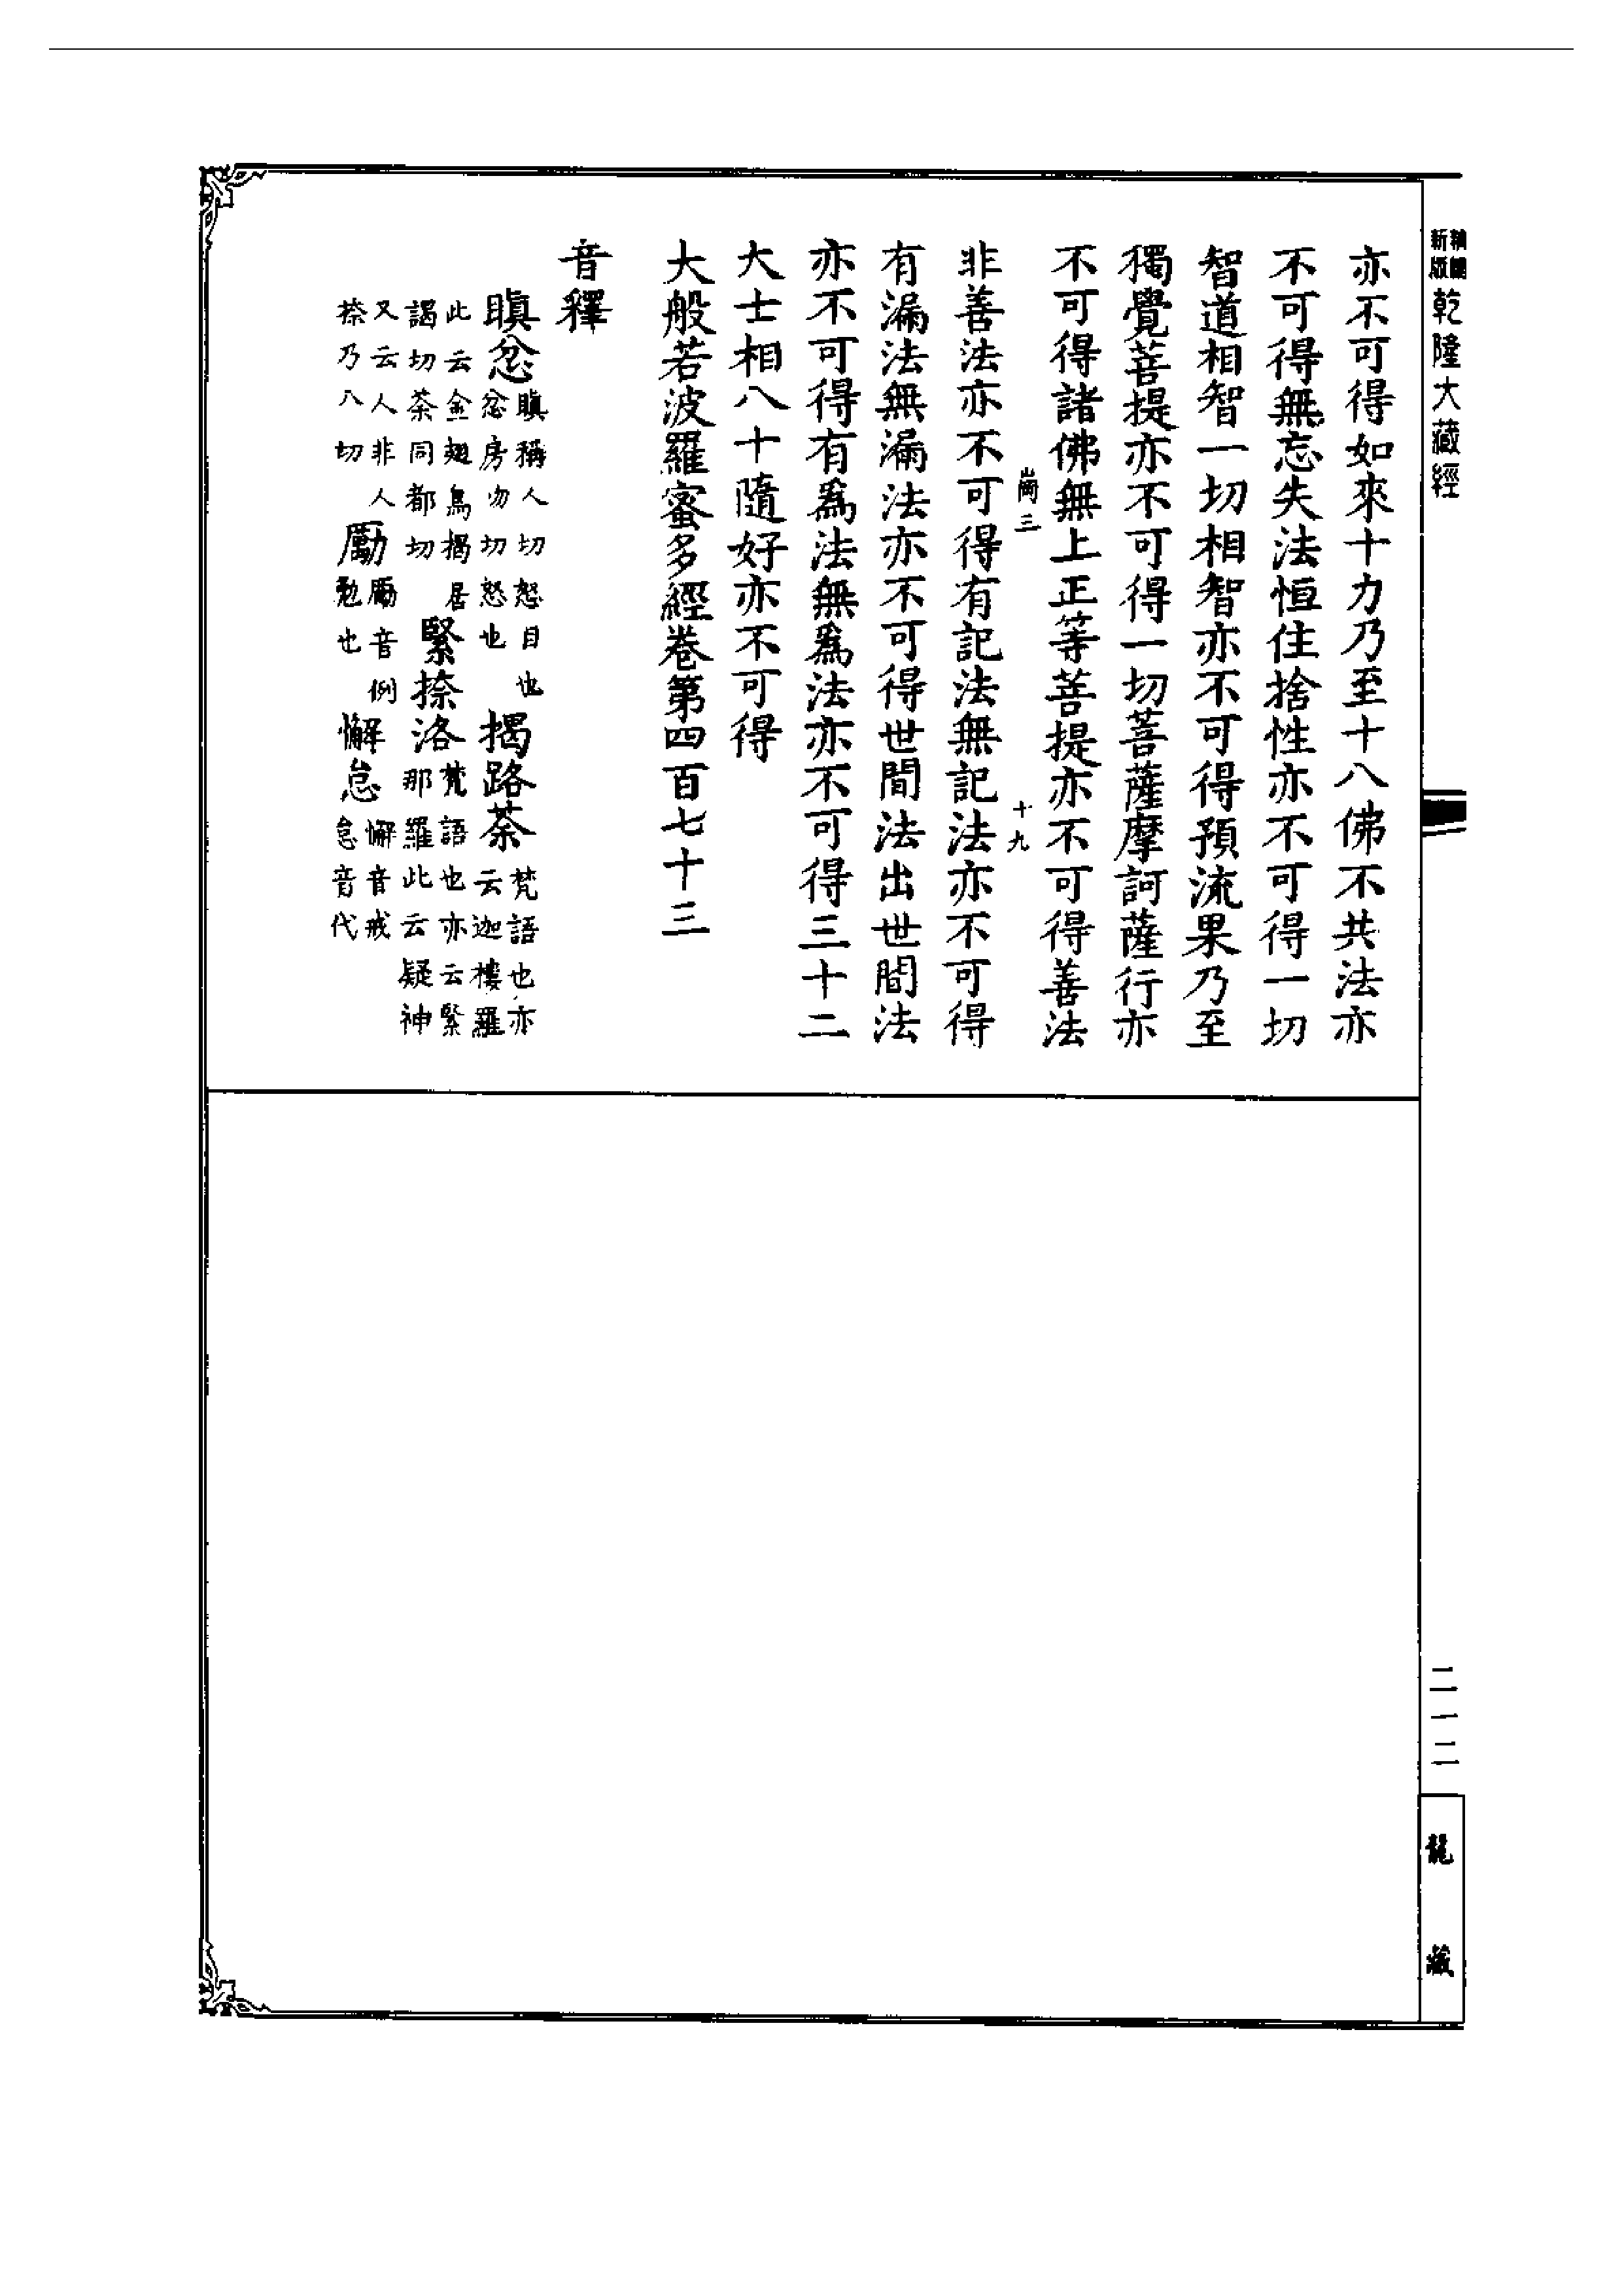 新版
乾隆大藏經
亦不可得如來十力乃至十八佛不共法亦
不可得無忘失法恒住捨性亦不可得一切
智道相智一切相智亦不可得預流果乃至
獨覺菩提亦不可得一切菩薩摩訶薩行亦
不可得諸佛無上正等菩提亦不可得善法
三 十九
非善法亦不可得有記法無記法亦不可得
有漏法無漏法亦不可得世間法出世間法
亦不可得有爲法無爲法亦不可得三十二
大士相八十隨好亦不可得
大般若波羅蜜多經卷第四百七十三
音釋
瞋忿瞋稱人切怒目也忿房吻切怒也 揭路荼梵語也亦云迦樓羅
此云金翅鳥揭居謁切荼同都切 緊捺洛梵語也亦云緊那羅此云疑神
又云人非人捺乃八切 勵勵音例勉也 懈怠懈音戒怠音代
二一二
龍藏